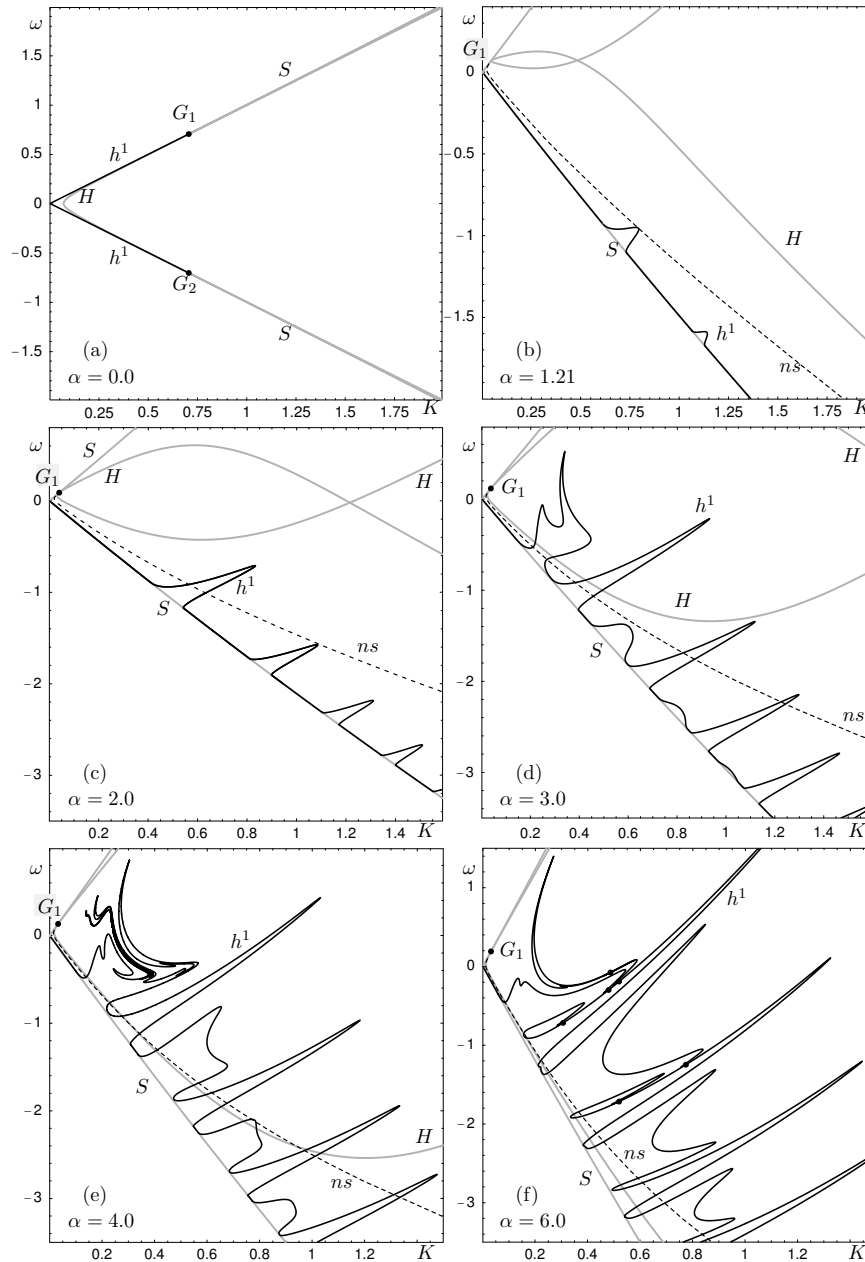 ω
1.5
1
0.5
0
−0.5
−1
−1.5
S
G₁
h¹
H
h¹
G₂
S
(a)
α = 0.0
0.25 0.5 0.75 1 1.25 1.5 1.75 K
ω
G₁
0
−0.5
−1
−1.5
S
H
h¹
ns
(b)
α = 1.21
0.25 0.5 0.75 1 1.25 1.5 1.75 K
ω
S
G₁
H
H
0
−1
−2
−3
h¹
S
ns
(c)
α = 2.0
0.2 0.4 0.6 0.8 1 1.2 1.4 K
ω
H
G₁
h¹
0
−1
−2
−3
H
S
ns
(d)
α = 3.0
0.2 0.4 0.6 0.8 1 1.2 1.4 K
ω
G₁
0
−1
−2
−3
h¹
S
H
ns
(e)
α = 4.0
0.2 0.4 0.6 0.8 1 1.2 1.4 K
ω
1
0
−1
−2
−3
G₁
h¹
S
ns
(f)
α = 6.0
0.2 0.4 0.6 0.8 1 1.2 1.4 K